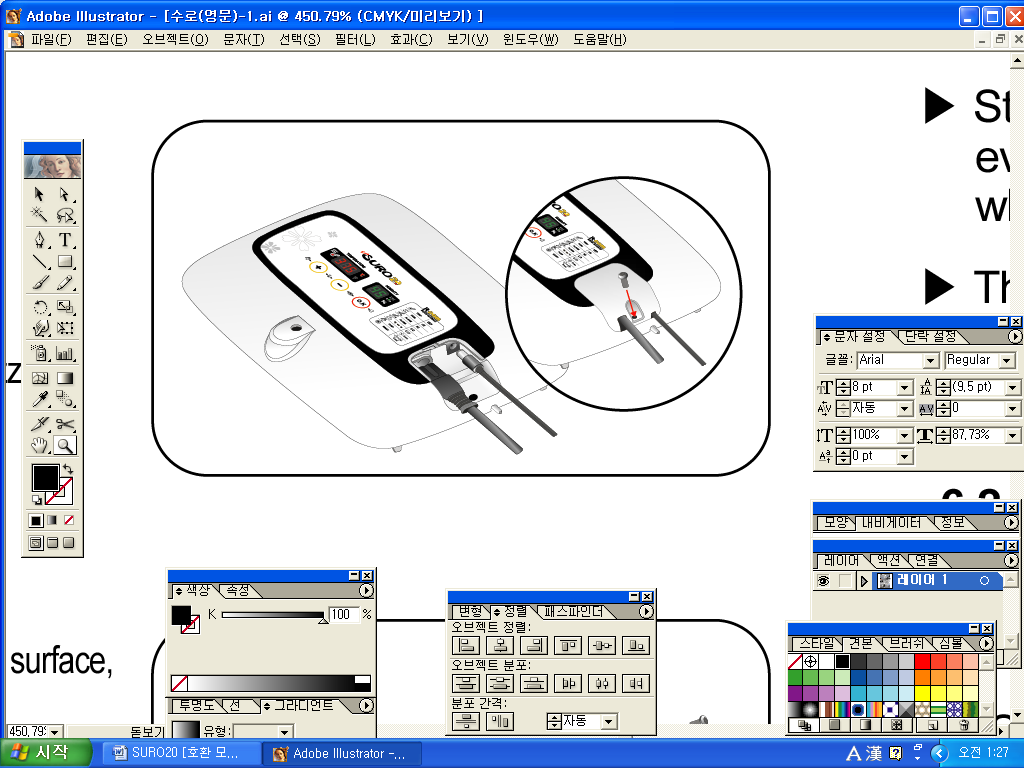 Adobe Illustrator - [수로(영문)-1.ai @ 450.79% (CMYK/미리보기) ]
파일(F) 편집(E) 오브젝트(O) 문자(T) 선택(S) 필터(L) 효과(C) 보기(V) 윈도우(W) 도움말(H)
St
ev
wh
Th
SURO20
SURO20
OK
z
문자 설정 단락 설정
글꼴: Arial Regular
8 pt (9,5 pt)
자동 0
100% 87,73%
0 pt
6.2
모양 내비게이터 정보
레이어 액션 연결
레이어 1
색상 속성
K 100 %
투명도 선 그라디언트
유형:
변형 정렬 패스파인더
오브젝트 정렬:
오브젝트 분포:
분포 간격:
자동
스타일 견본 브러쉬 심볼
surface,
450,79% 돋보기
시작 SURO20 [호환 모... Adobe Illustrator -... A 漢 오전 1:27